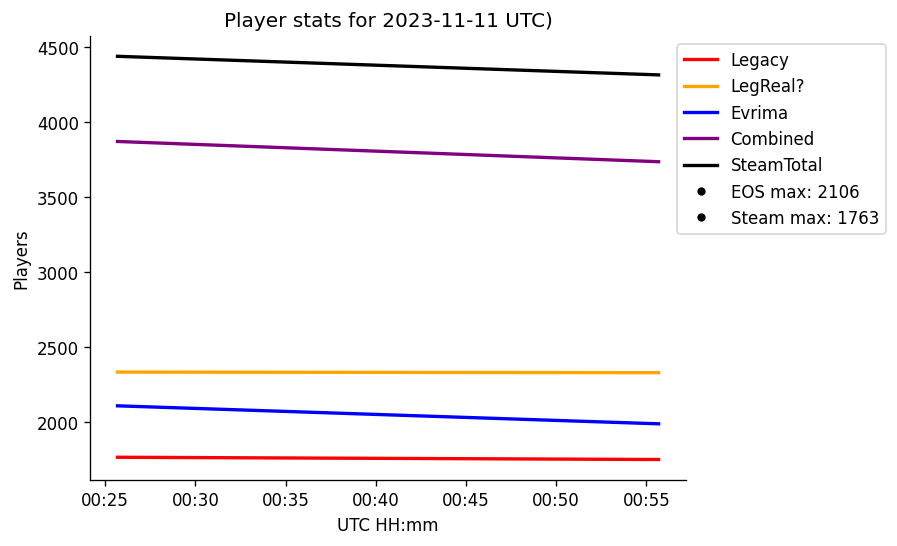 Player stats for 2023-11-11 UTC)
4500
4000
3500
3000
2500
2000
Players
00:25 00:30 00:35 00:40 00:45 00:50 00:55
UTC HH:mm
Legacy
LegReal?
Evrima
Combined
SteamTotal
EOS max: 2106
Steam max: 1763